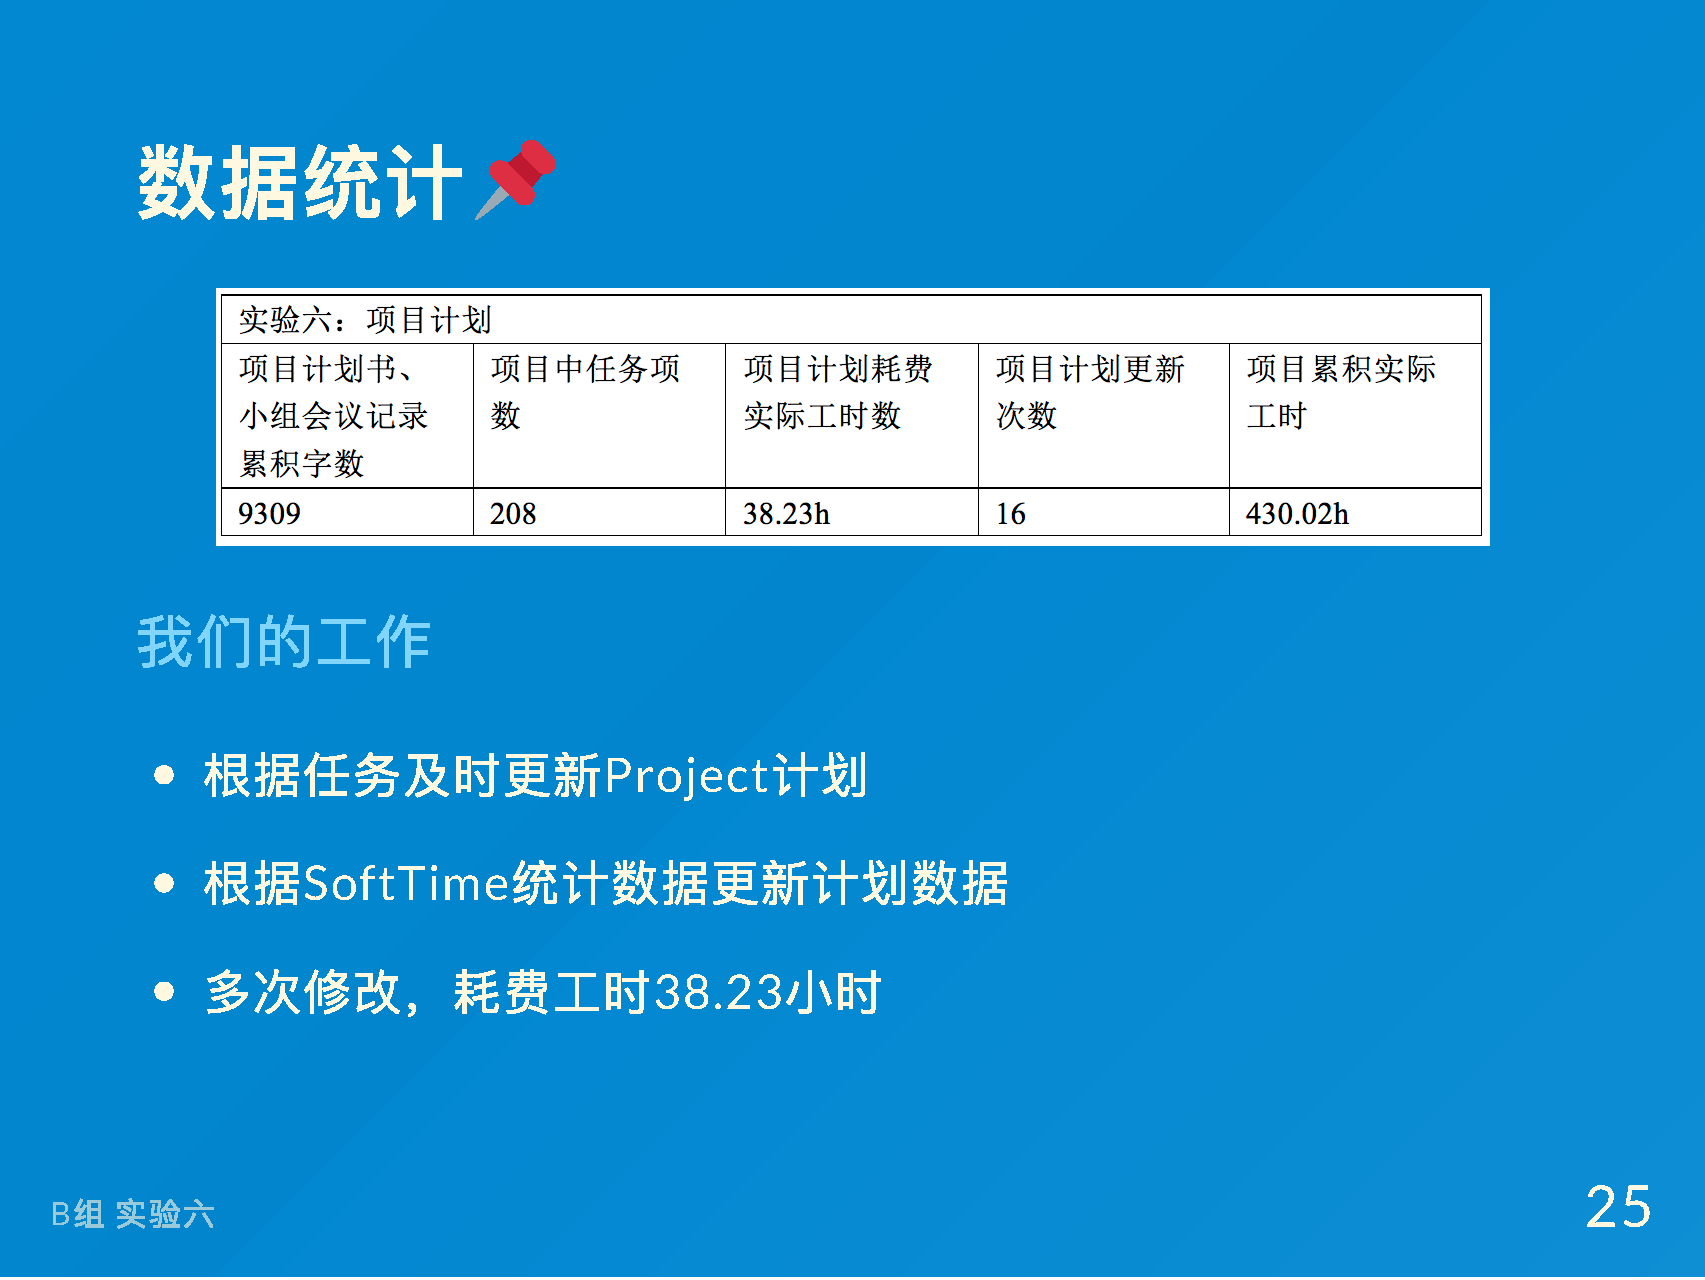 数据统计📌
实验六：项目计划
项目计划书、
小组会议记录
累积字数
项目中任务项
数
项目计划耗费
实际工时数
项目计划更新
次数
项目累积实际
工时
9309
208
38.23h
16
430.02h
我们的工作
根据任务及时更新Project计划
根据SoftTime统计数据更新计划数据
多次修改，耗费工时38.23小时
B组 实验六
25